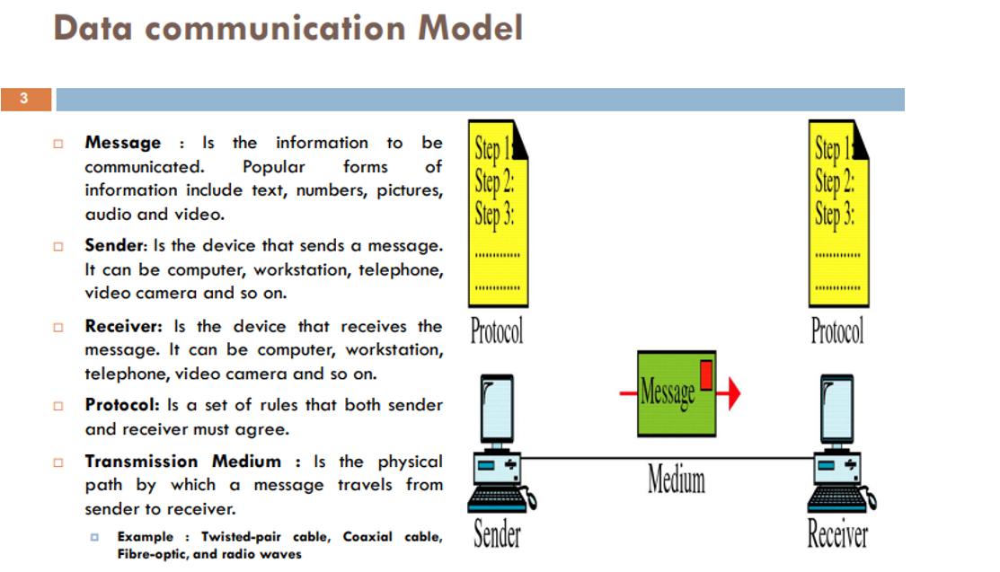 Data communication Model
3
Message : Is the information to be
communicated. Popular forms of
information include text, numbers, pictures,
audio and video.
Sender: Is the device that sends a message.
It can be computer, workstation, telephone,
video camera and so on.
Receiver: Is the device that receives the
message. It can be computer, workstation,
telephone, video camera and so on.
Protocol: Is a set of rules that both sender
and receiver must agree.
Transmission Medium : Is the physical
path by which a message travels from
sender to receiver.
Example : Twisted-pair cable, Coaxial cable,
Fibre-optic, and radio waves
Step 1:
Step 2:
Step 3:
.............
.............
Protocol
Step 1:
Step 2:
Step 3:
.............
.............
Protocol
Message
Medium
Sender
Receiver